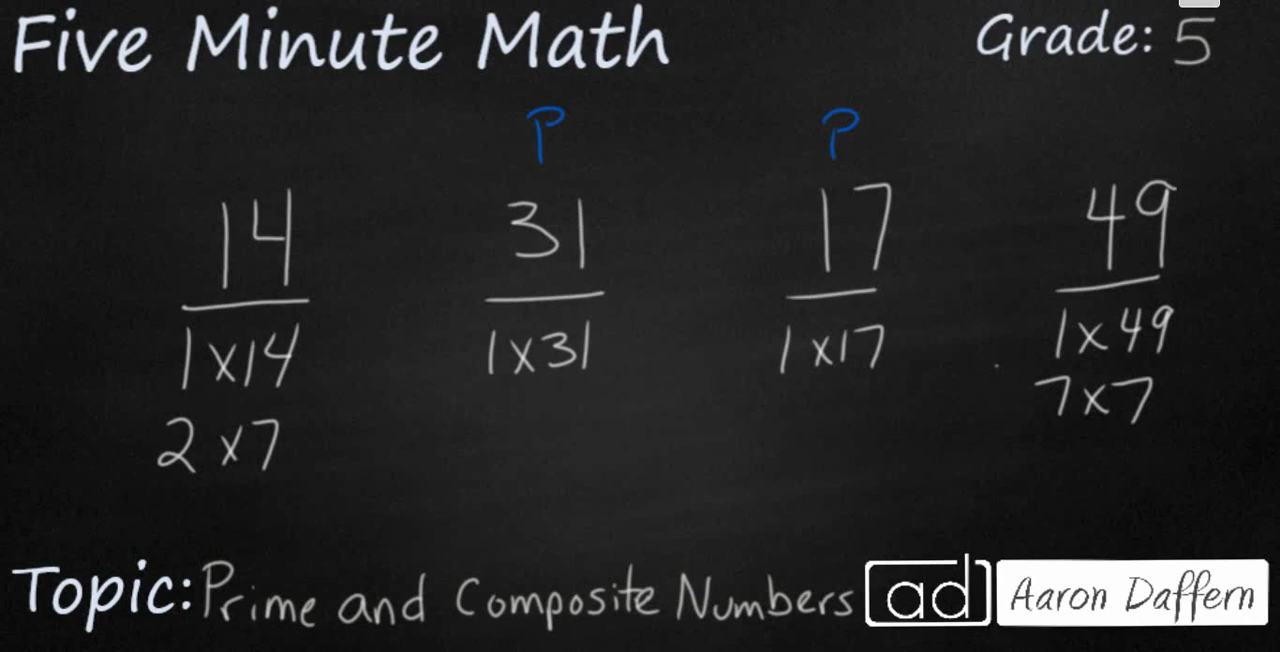 Five Minute Math Grade: 5
P P
14 31 17 49
1x14 1x31 1x17 1x49
2x7 7x7
Topic: Prime and Composite Numbers ad Aaron Daffern